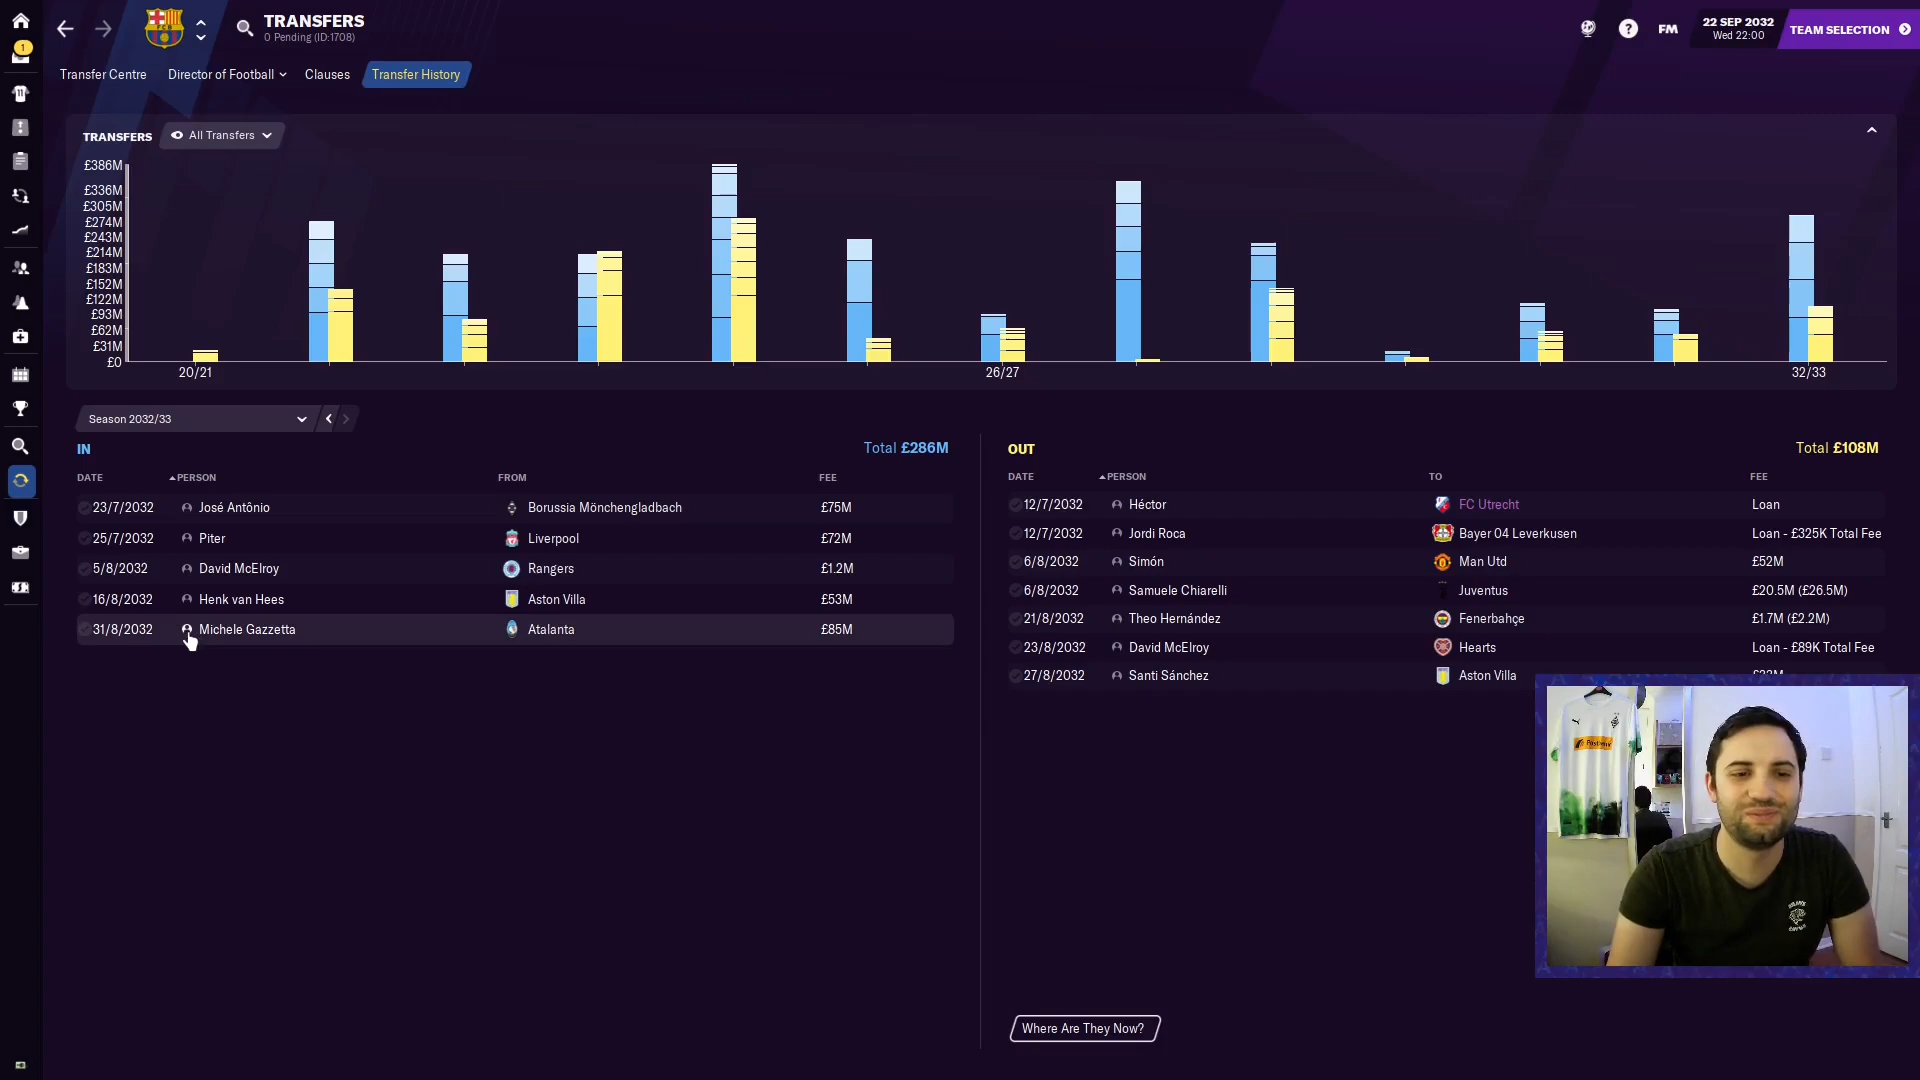 TRANSFERS
0 Pending (ID:1708)
1
?
FM
22 SEP 2032
Wed 22:00
TEAM SELECTION
Transfer Centre
Director of Football
Clauses
Transfer History
TRANSFERS
All Transfers
£386M
£336M
£305M
£274M
£243M
£214M
£183M
£152M
£122M
£93M
£62M
£31M
£0
20/21
26/27
32/33
Season 2032/33
IN
Total £286M
DATE PERSON FROM FEE
23/7/2032 José Antônio Borussia Mönchengladbach £75M
25/7/2032 Piter Liverpool £72M
5/8/2032 David McElroy Rangers £1.2M
16/8/2032 Henk van Hees Aston Villa £53M
31/8/2032 Michele Gazzetta Atalanta £85M
OUT
Total £108M
DATE PERSON TO FEE
12/7/2032 Héctor FC Utrecht Loan
12/7/2032 Jordi Roca Bayer 04 Leverkusen Loan - £325K Total Fee
6/8/2032 Simón Man Utd £52M
6/8/2032 Samuele Chiarelli Juventus £20.5M (£26.5M)
21/8/2032 Theo Hernández Fenerbahçe £1.7M (£2.2M)
23/8/2032 David McElroy Hearts Loan - £89K Total Fee
27/8/2032 Santi Sánchez Aston Villa
Where Are They Now?